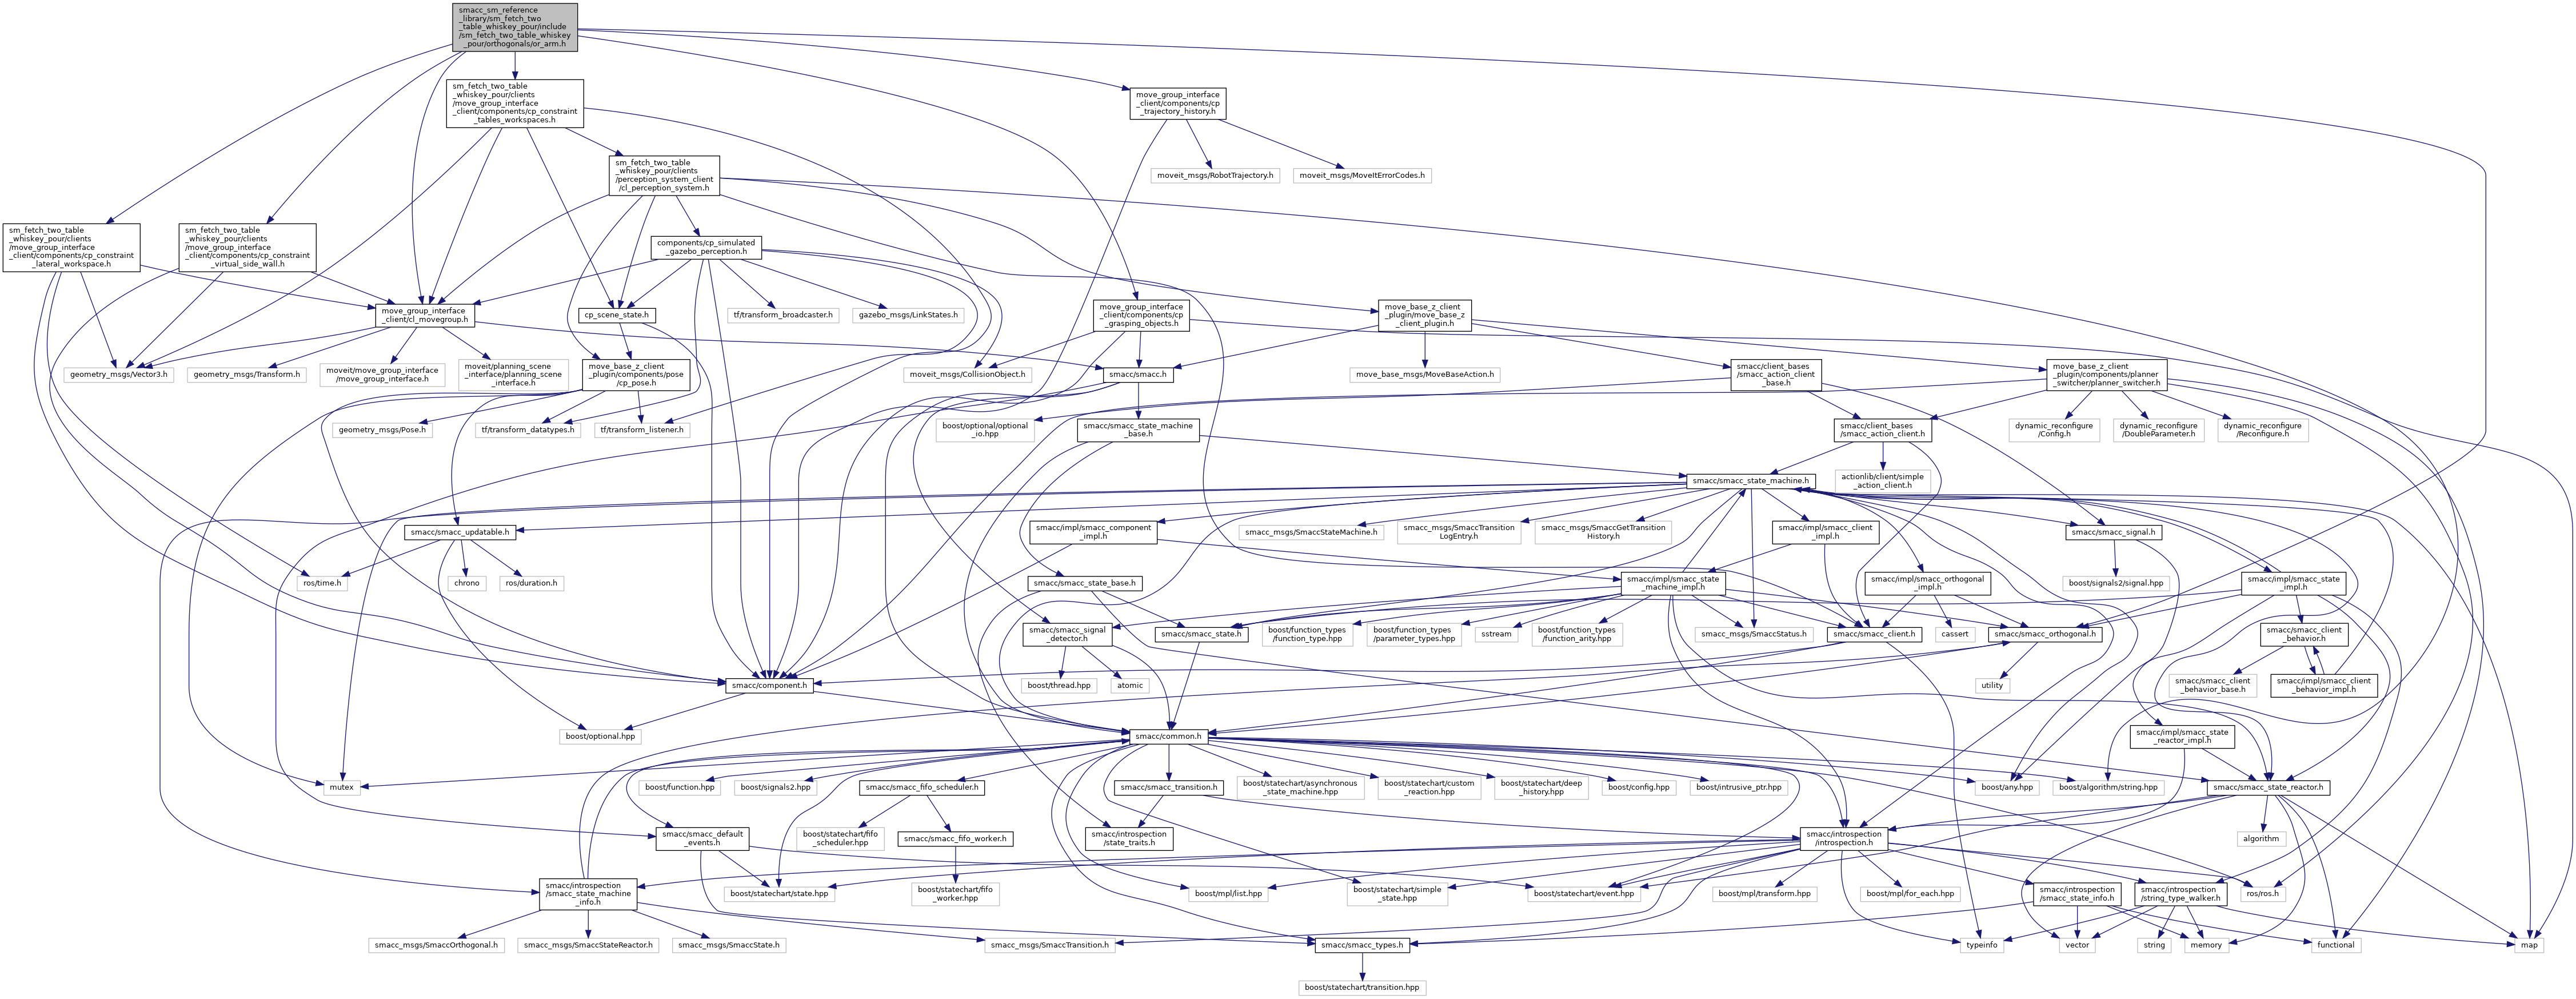 smacc_sm_reference
_library/sm_fetch_two
_table_whiskey_pour/include
/sm_fetch_two_table_whiskey
_pour/orthogonals/or_arm.h
sm_fetch_two_table
_whiskey_pour/clients
/move_group_interface
_client/components/cp_constraint
_tables_workspaces.h
move_group_interface
_client/components/cp
_trajectory_history.h
sm_fetch_two_table
_whiskey_pour/clients
/perception_system_client
/cl_perception_system.h
moveit_msgs/RobotTrajectory.h
moveit_msgs/MoveItErrorCodes.h
sm_fetch_two_table
_whiskey_pour/clients
/move_group_interface
_client/components/cp_constraint
_lateral_workspace.h
sm_fetch_two_table
_whiskey_pour/clients
/move_group_interface
_client/components/cp_constraint
_virtual_side_wall.h
components/cp_simulated
_gazebo_perception.h
move_group_interface
_client/cl_movegroup.h
cp_scene_state.h
tf/transform_broadcaster.h
gazebo_msgs/LinkStates.h
move_group_interface
_client/components/cp
_grasping_objects.h
move_base_z_client
_plugin/move_base_z
_client_plugin.h
geometry_msgs/Vector3.h
geometry_msgs/Transform.h
moveit/move_group_interface
/move_group_interface.h
moveit/planning_scene
_interface/planning_scene
_interface.h
move_base_z_client
_plugin/components/pose
/cp_pose.h
moveit_msgs/CollisionObject.h
smacc/smacc.h
move_base_msgs/MoveBaseAction.h
smacc/client_bases
/smacc_action_client
_base.h
move_base_z_client
_plugin/components/planner
_switcher/planner_switcher.h
geometry_msgs/Pose.h
tf/transform_datatypes.h
tf/transform_listener.h
boost/optional/optional
_io.hpp
smacc/smacc_state_machine
_base.h
smacc/client_bases
/smacc_action_client.h
dynamic_reconfigure
/Config.h
dynamic_reconfigure
/DoubleParameter.h
dynamic_reconfigure
/Reconfigure.h
smacc/smacc_state_machine.h
actionlib/client/simple
_action_client.h
smacc/smacc_updatable.h
smacc/impl/smacc_component
_impl.h
smacc_msgs/SmaccStateMachine.h
smacc_msgs/SmaccTransition
LogEntry.h
smacc_msgs/SmaccGetTransition
History.h
smacc/impl/smacc_client
_impl.h
smacc/smacc_signal.h
ros/time.h
chrono
ros/duration.h
smacc/smacc_state_base.h
smacc/impl/smacc_state
_machine_impl.h
smacc/impl/smacc_orthogonal
_impl.h
boost/signals2/signal.hpp
smacc/impl/smacc_state
_impl.h
smacc/smacc_signal
_detector.h
smacc/smacc_state.h
boost/function_types
/function_type.hpp
boost/function_types
/parameter_types.hpp
sstream
boost/function_types
/function_arity.hpp
smacc_msgs/SmaccStatus.h
smacc/smacc_client.h
cassert
smacc/smacc_orthogonal.h
smacc/smacc_client
_behavior.h
smacc/component.h
boost/thread.hpp
atomic
utility
smacc/smacc_client
_behavior_base.h
smacc/impl/smacc_client
_behavior_impl.h
boost/optional.hpp
smacc/common.h
smacc/impl/smacc_state
_reactor_impl.h
mutex
boost/function.hpp
boost/signals2.hpp
smacc/smacc_fifo_scheduler.h
smacc/smacc_transition.h
boost/statechart/asynchronous
_state_machine.hpp
boost/statechart/custom
_reaction.hpp
boost/statechart/deep
_history.hpp
boost/config.hpp
boost/intrusive_ptr.hpp
boost/any.hpp
boost/algorithm/string.hpp
smacc/smacc_state_reactor.h
smacc/smacc_default
_events.h
boost/statechart/fifo
_scheduler.hpp
smacc/smacc_fifo_worker.h
smacc/introspection
/state_traits.h
smacc/introspection
/introspection.h
algorithm
smacc/introspection
/smacc_state_machine
_info.h
boost/statechart/state.hpp
boost/statechart/fifo
_worker.hpp
boost/mpl/list.hpp
boost/statechart/simple
_state.hpp
boost/statechart/event.hpp
boost/mpl/transform.hpp
boost/mpl/for_each.hpp
smacc/introspection
/smacc_state_info.h
smacc/introspection
/string_type_walker.h
ros/ros.h
smacc_msgs/SmaccOrthogonal.h
smacc_msgs/SmaccStateReactor.h
smacc_msgs/SmaccState.h
smacc_msgs/SmaccTransition.h
smacc/smacc_types.h
typeinfo
vector
string
memory
functional
map
boost/statechart/transition.hpp